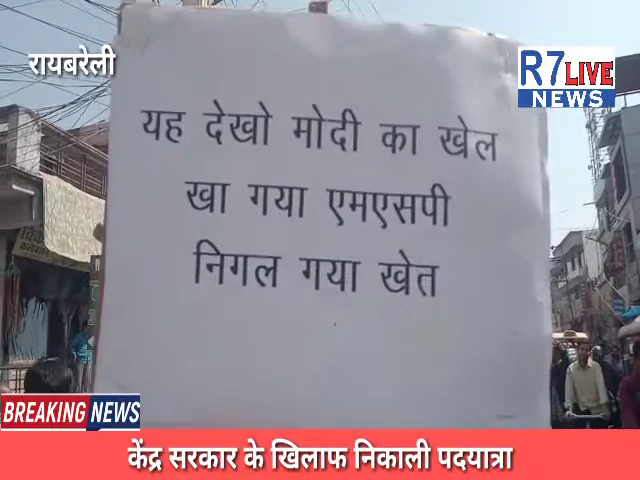 रायबरेली
R7 LIVE
NEWS
यह देखो मोदी का खेल
खा गया एमएसपी
निगल गया खेत
BREAKING NEWS
केंद्र सरकार के खिलाफ निकाली पदयात्रा